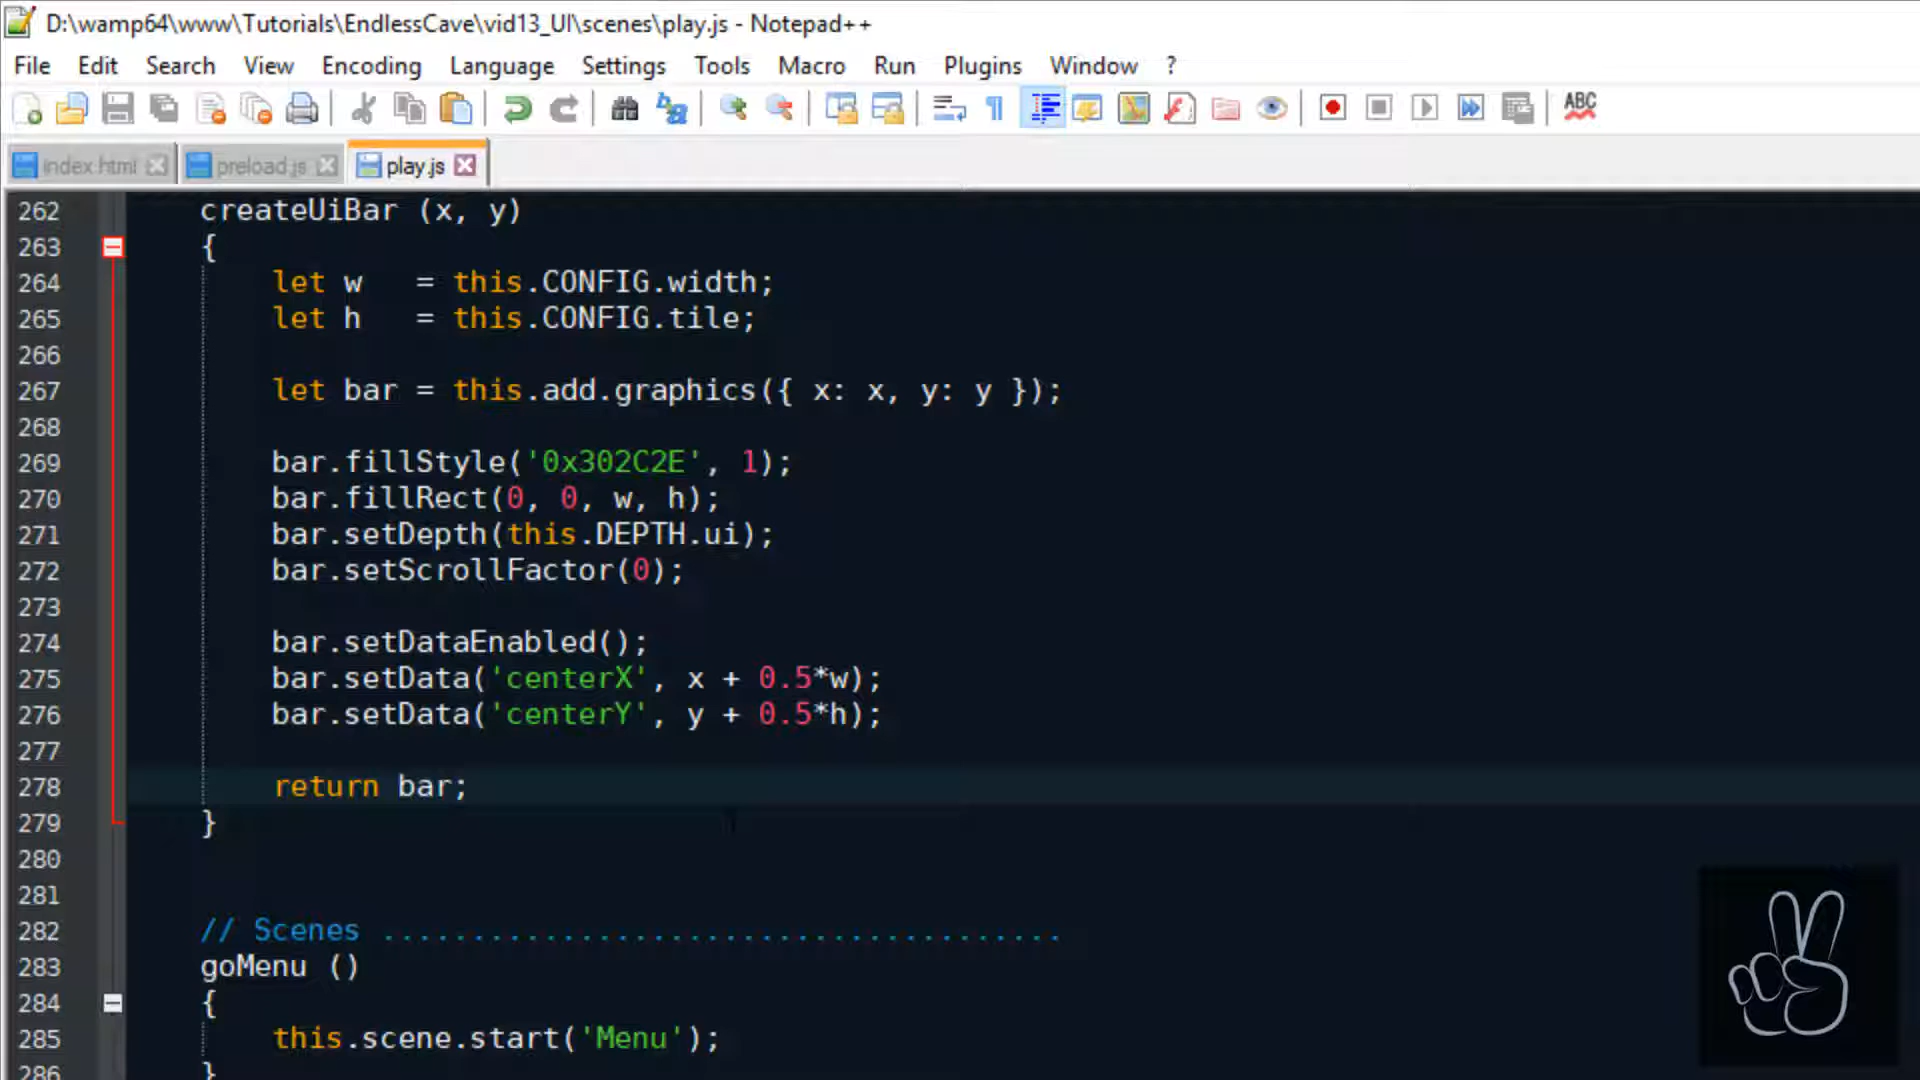 D:\wamp64\www\Tutorials\EndlessCave\vid13_UI\scenes\play.js - Notepad++
File Edit Search View Encoding Language Settings Tools Macro Run Plugins Window ?
ABC
index.html preload.js play.js
262 createUiBar (x, y)
263 {
264 let w = this.CONFIG.width;
265 let h = this.CONFIG.tile;
266
267 let bar = this.add.graphics({ x: x, y: y });
268
269 bar.fillStyle('0x302C2E', 1);
270 bar.fillRect(0, 0, w, h);
271 bar.setDepth(this.DEPTH.ui);
272 bar.setScrollFactor(0);
273
274 bar.setDataEnabled();
275 bar.setData('centerX', x + 0.5*w);
276 bar.setData('centerY', y + 0.5*h);
277
278 return bar;
279 }
280
281
282 // Scenes ......................................
283 goMenu ()
284 {
285 this.scene.start('Menu');
286 }